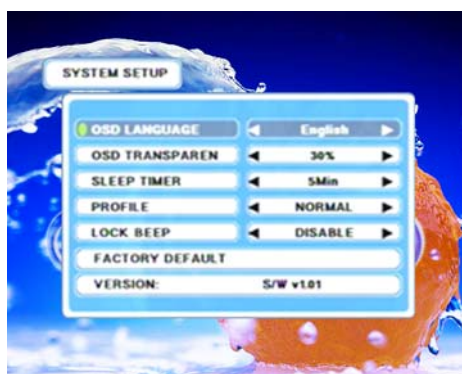 SYSTEM SETUP
OSD LANGUAGE English
OSD TRANSPAREN 30%
SLEEP TIMER 5Min
PROFILE NORMAL
LOCK BEEP DISABLE
FACTORY DEFAULT
VERSION: S/W v1.01